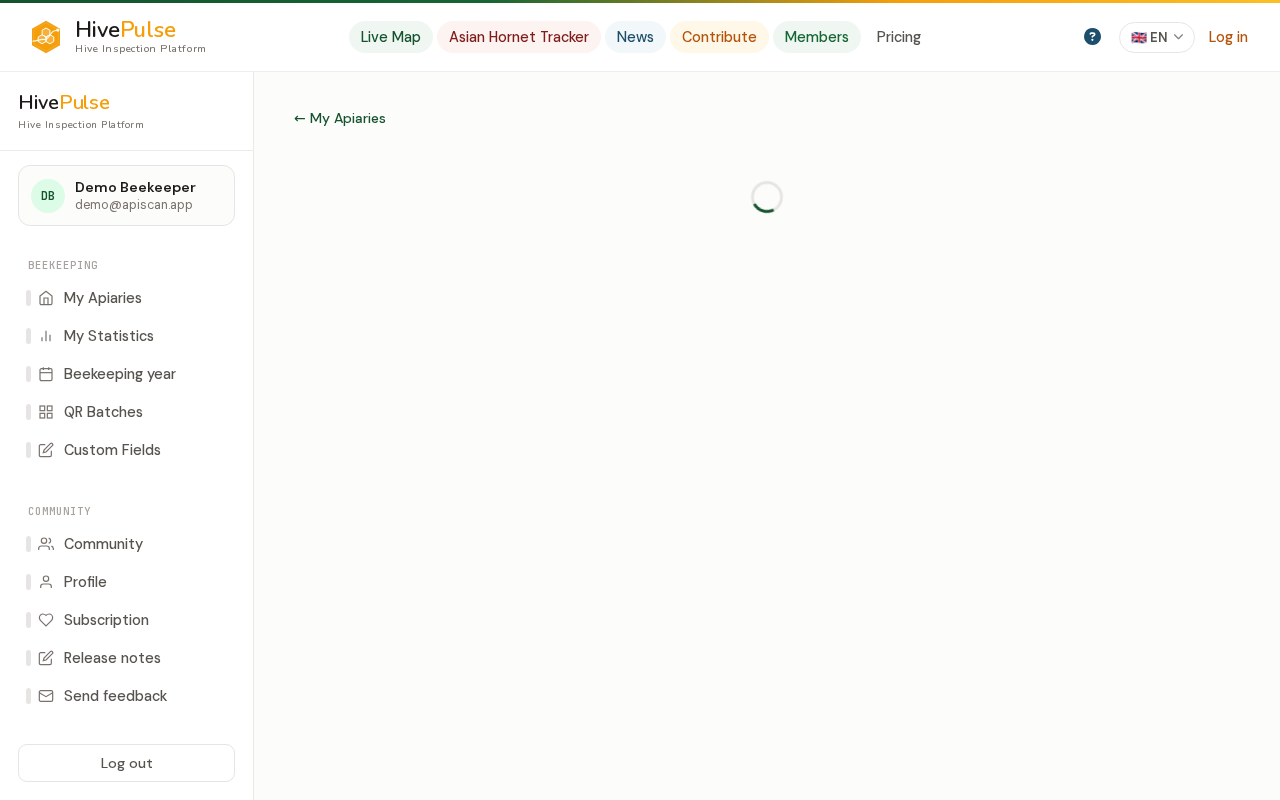 HivePulse
Hive Inspection Platform
Live Map
Asian Hornet Tracker
News
Contribute
Members
Pricing
?
🇬🇧 EN
Log in
HivePulse
Hive Inspection Platform
DB
Demo Beekeeper
demo@apiscan.app
BEEKEEPING
My Apiaries
My Statistics
Beekeeping year
QR Batches
Custom Fields
COMMUNITY
Community
Profile
Subscription
Release notes
Send feedback
Log out
← My Apiaries